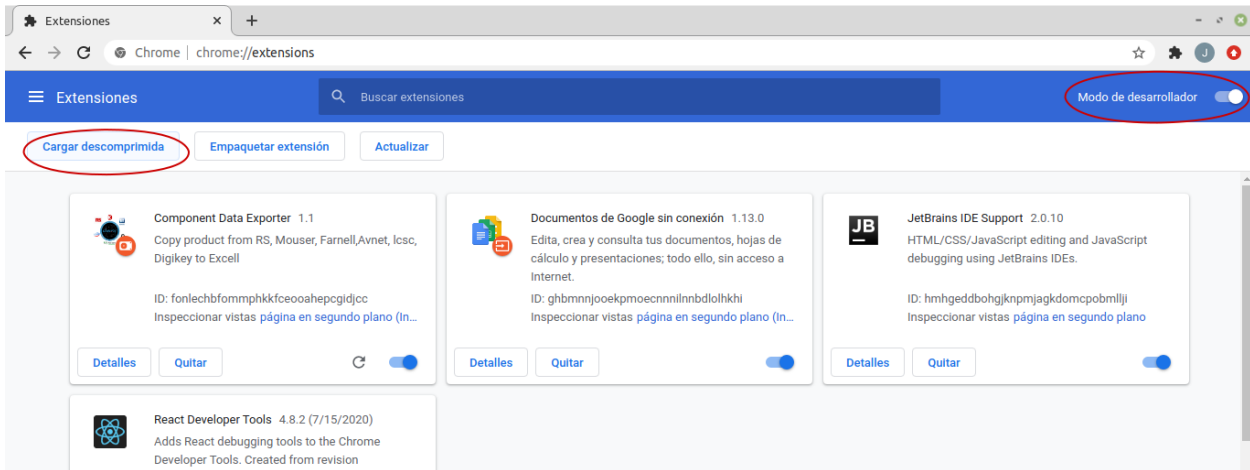 Extensiones
Chrome | chrome://extensions
J
Extensiones
Buscar extensiones
Modo de desarrollador
Cargar descomprimida
Empaquetar extensión
Actualizar
Component Data Exporter 1.1
Copy product from RS, Mouser, Farnell,Avnet, lcsc,
Digikey to Excell
ID: fonlechbfommphkkfceooahepcgidjcc
Inspeccionar vistas página en segundo plano (In...
Detalles
Quitar
Documentos de Google sin conexión 1.13.0
Edita, crea y consulta tus documentos, hojas de
cálculo y presentaciones; todo ello, sin acceso a
Internet.
ID: ghbmnnjooekpmoecnnnilnnbdlolhkhi
Inspeccionar vistas página en segundo plano (In...
Detalles
Quitar
JB
JetBrains IDE Support 2.0.10
HTML/CSS/JavaScript editing and JavaScript
debugging using JetBrains IDEs.
ID: hmhgeddbohgjknpmjagkdomcpobmllji
Inspeccionar vistas página en segundo plano
Detalles
Quitar
React Developer Tools 4.8.2 (7/15/2020)
Adds React debugging tools to the Chrome
Developer Tools. Created from revision